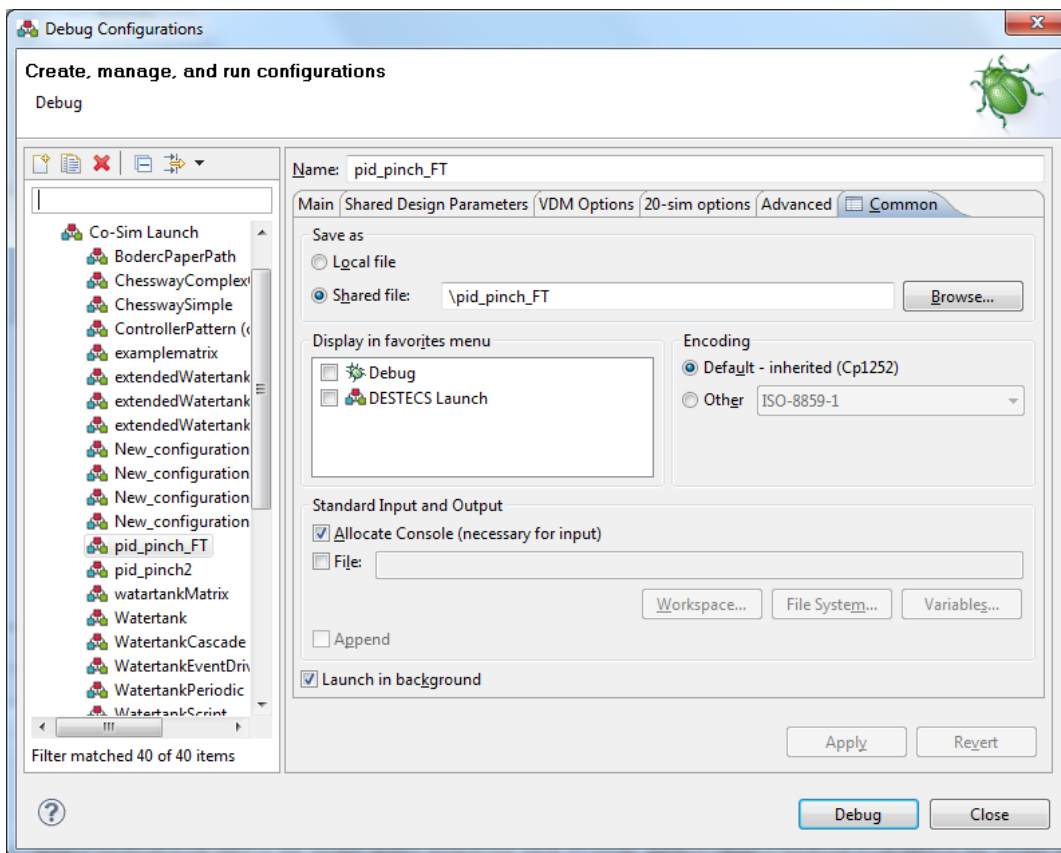 Debug Configurations
Create, manage, and run configurations
Debug
Name: pid_pinch_FT
Main Shared Design Parameters VDM Options 20-sim options Advanced Common
Co-Sim Launch
BodercPaperPath
ChesswayComplex
ChesswaySimple
ControllerPattern (
examplematrix
extendedWatertank
extendedWatertank
extendedWatertank
New_configuration
New_configuration
New_configuration
New_configuration
pid_pinch_FT
pid_pinch2
watartankMatrix
Watertank
WatertankCascade
WatertankEventDriv
WatertankPeriodic
WatertankScript
Filter matched 40 of 40 items
Save as
Local file
Shared file: \pid_pinch_FT Browse...
Display in favorites menu
Debug
DESTECS Launch
Encoding
Default - inherited (Cp1252)
Other ISO-8859-1
Standard Input and Output
Allocate Console (necessary for input)
File:
Workspace... File System... Variables...
Append
Launch in background
Apply Revert
Debug Close